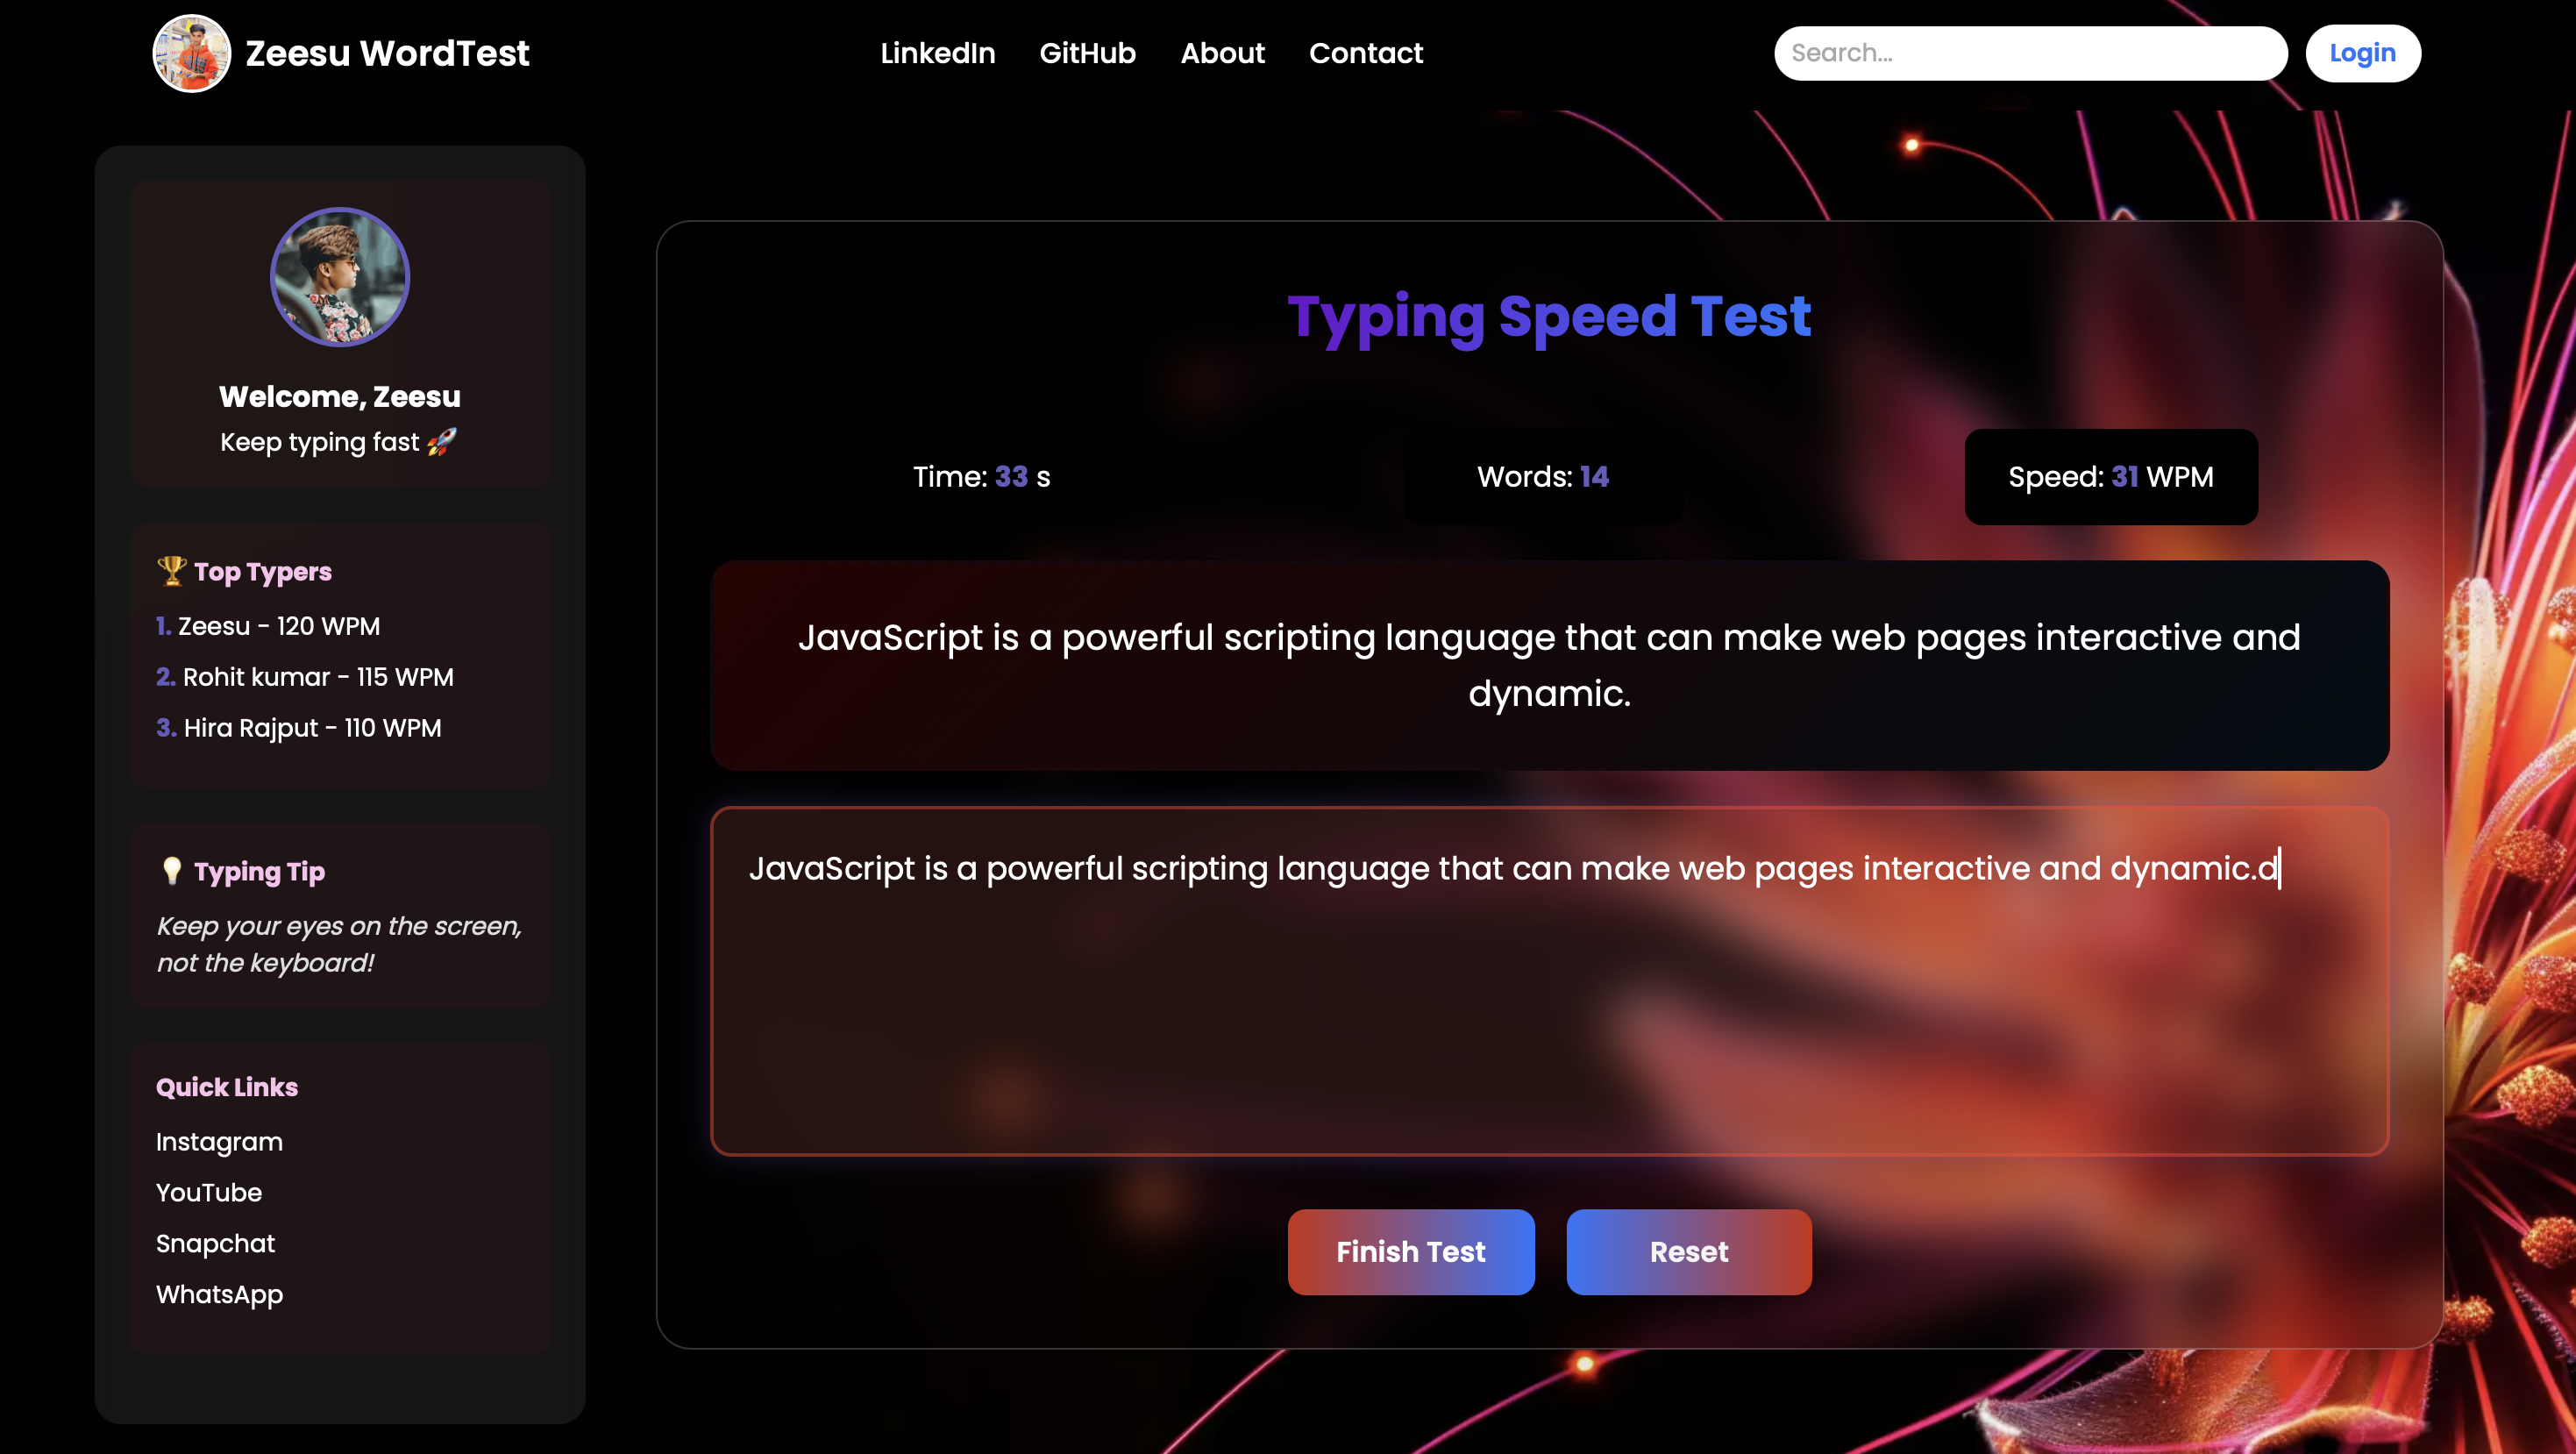 Zeesu WordTest
LinkedIn GitHub About Contact
Search...
Login
Welcome, Zeesu
Keep typing fast 🚀
🏆 Top Typers
1. Zeesu - 120 WPM
2. Rohit kumar - 115 WPM
3. Hira Rajput - 110 WPM
💡 Typing Tip
Keep your eyes on the screen,
not the keyboard!
Quick Links
Instagram
YouTube
Snapchat
WhatsApp
Typing Speed Test
Time: 33 s
Words: 14
Speed: 31 WPM
JavaScript is a powerful scripting language that can make web pages interactive and
dynamic.
JavaScript is a powerful scripting language that can make web pages interactive and dynamic.d
Finish Test
Reset